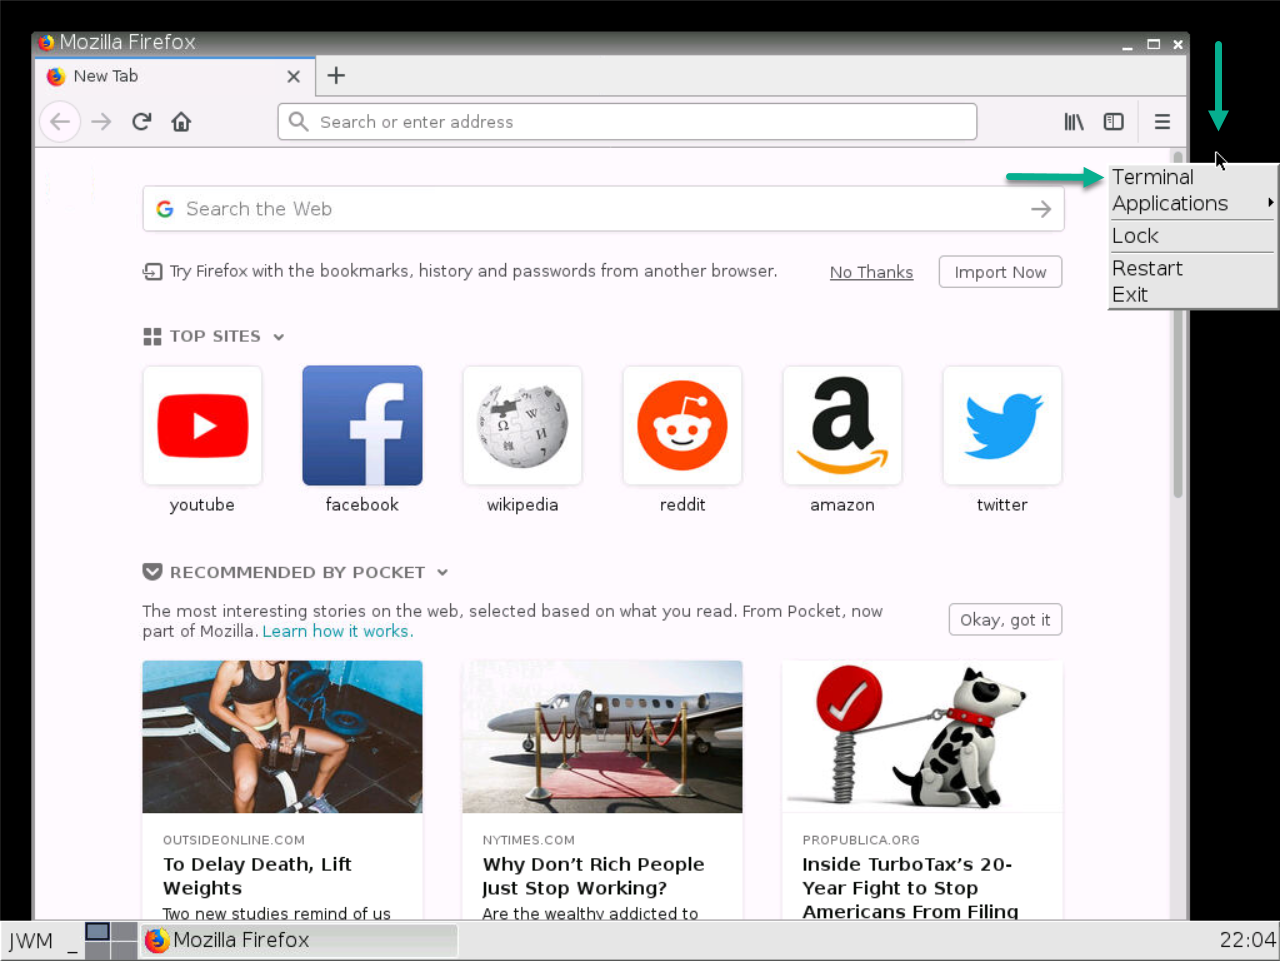 Mozilla Firefox
New Tab
Search or enter address
Terminal
Applications
Lock
Restart
Exit
Search the Web
Try Firefox with the bookmarks, history and passwords from another browser.
No Thanks
Import Now
TOP SITES
youtube
facebook
wikipedia
reddit
amazon
twitter
RECOMMENDED BY POCKET
The most interesting stories on the web, selected based on what you read. From Pocket, now
part of Mozilla. Learn how it works.
Okay, got it
OUTSIDEONLINE.COM
To Delay Death, Lift
Weights
Two new studies remind of us
NYTIMES.COM
Why Don’t Rich People
Just Stop Working?
Are the wealthy addicted to
PROPUBLICA.ORG
Inside TurboTax’s 20-
Year Fight to Stop
Americans From Filing
JWM _
Mozilla Firefox
22:04